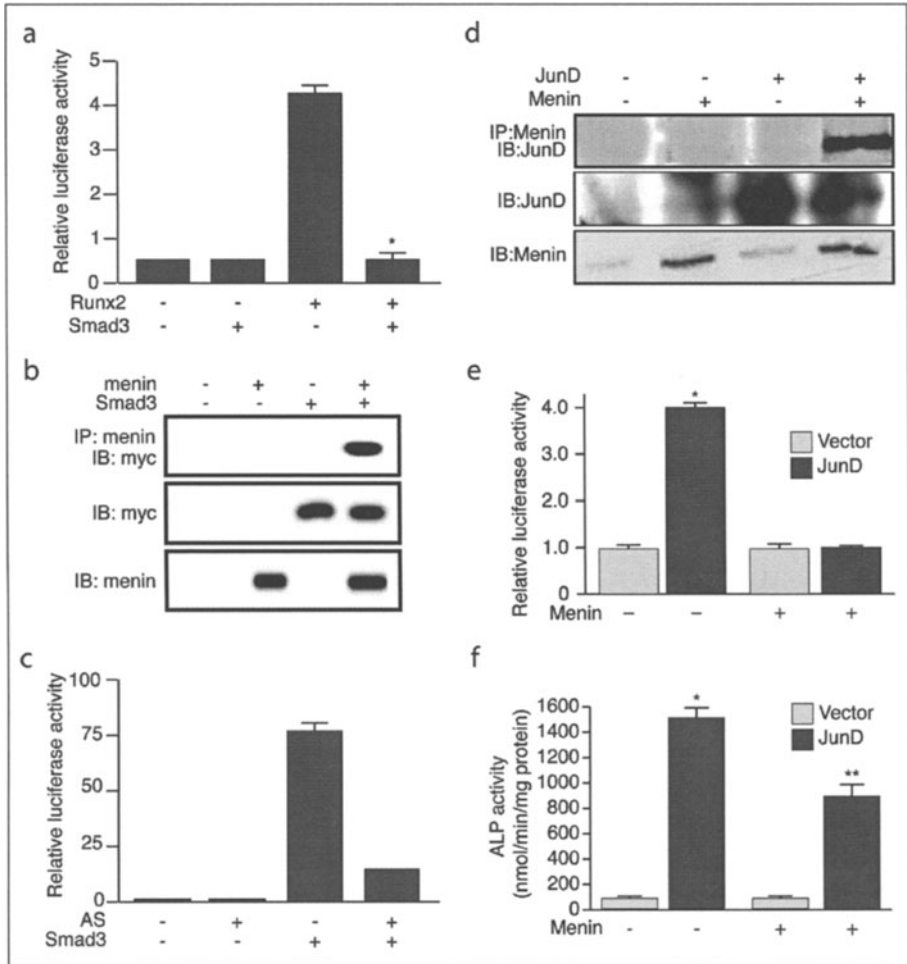 a
Relative luciferase activity
5
4
3
2
1
0
*
Runx2 - - + +
Smad3 - + - +
b
menin - + - +
Smad3 - - + +
IP: menin
IB: myc
IB: myc
IB: menin
c
Relative luciferase activity
100
75
50
25
0
AS - + - +
Smad3 - - + +
d
JunD - - + +
Menin - + - +
IP:Menin
IB:JunD
IB:JunD
IB:Menin
e
Relative luciferase activity
4.0
3.0
2.0
1.0
0
*
Vector
JunD
Menin – – + +
f
ALP activity
(nmol/min/mg protein)
1600
1400
1200
1000
800
600
400
200
0
*
**
Vector
JunD
Menin - - + +